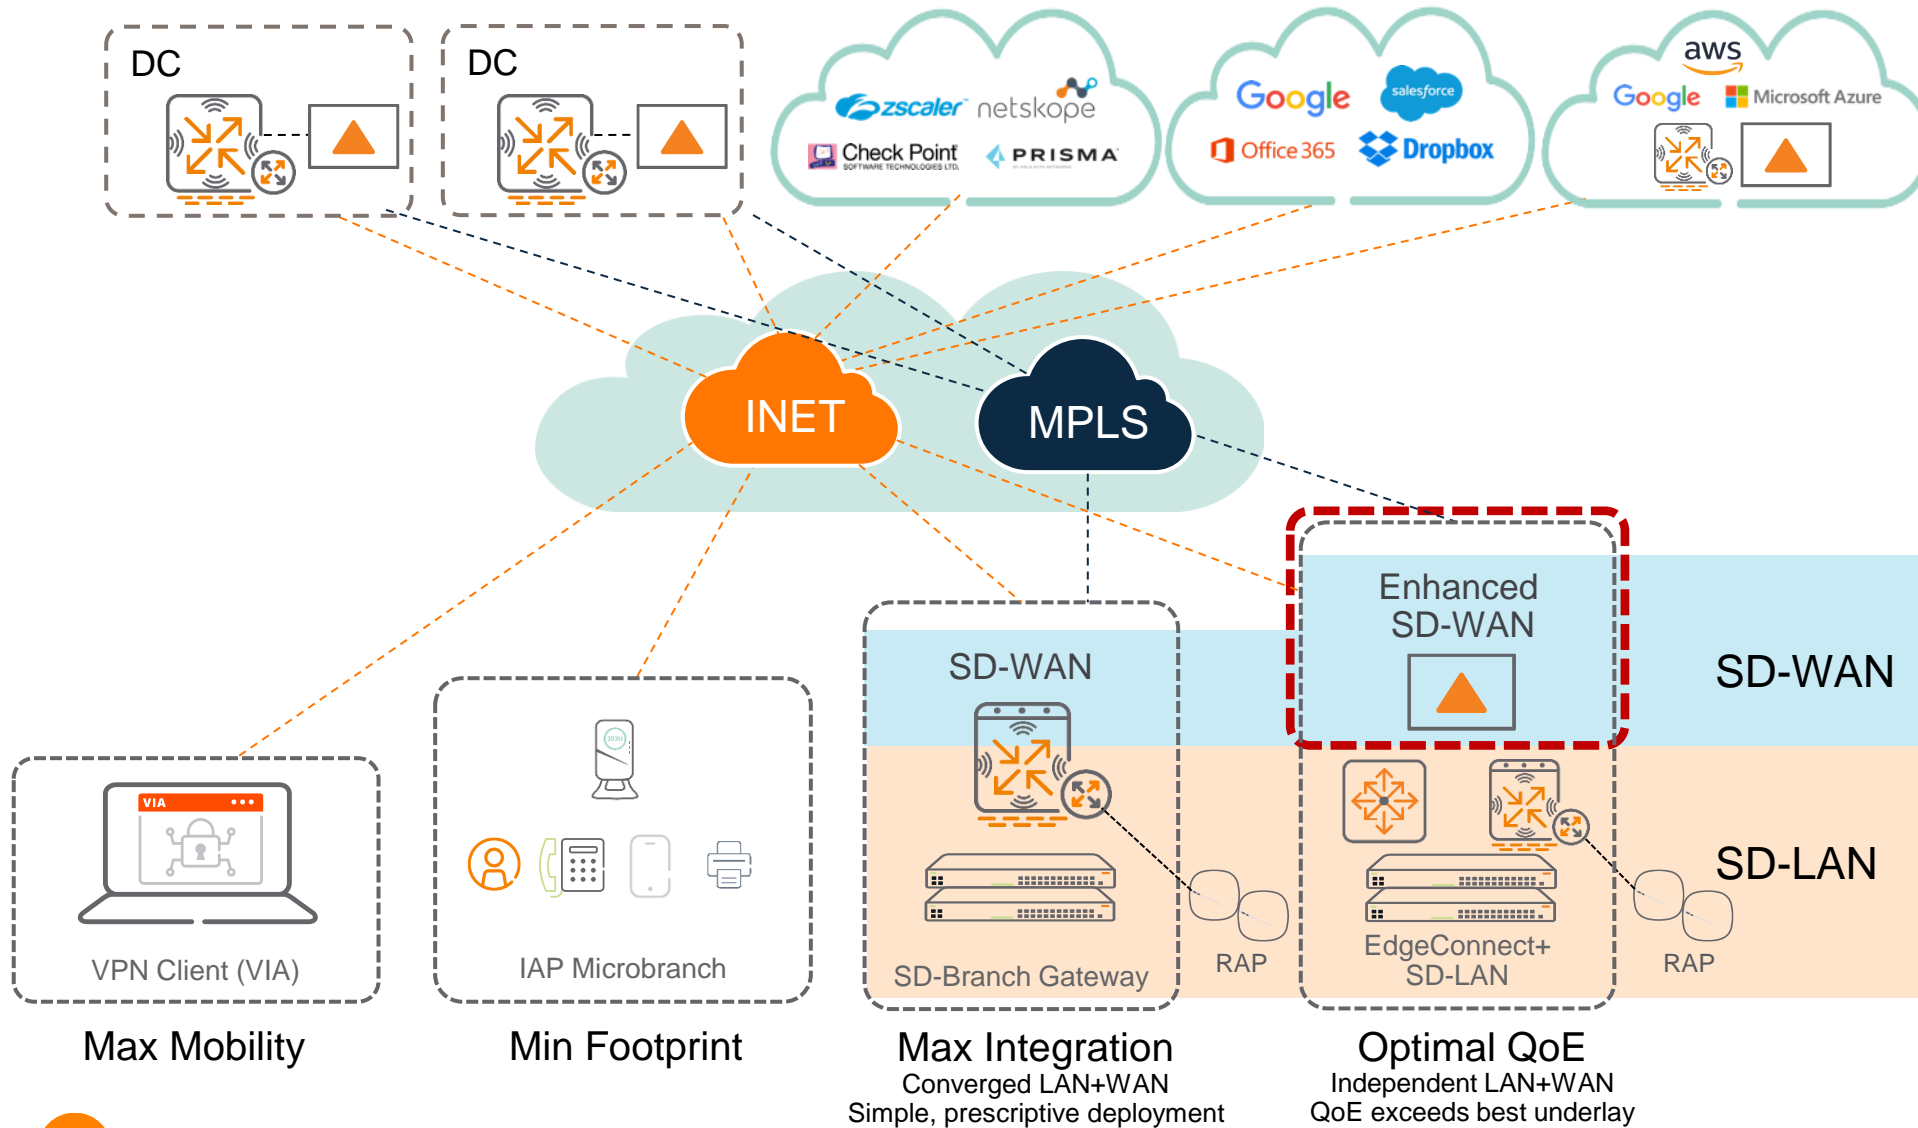 DC
DC
zscaler
netskope
Check Point
SOFTWARE TECHNOLOGIES LTD.
PRISMA
Google
salesforce
Office 365
Dropbox
aws
Google
Microsoft Azure
INET
MPLS
Enhanced
SD-WAN
SD-WAN
SD-WAN
303H
VIA
SD-LAN
VPN Client (VIA)
IAP Microbranch
SD-Branch Gateway
RAP
EdgeConnect+
SD-LAN
RAP
Max Mobility
Min Footprint
Max Integration
Converged LAN+WAN
Simple, prescriptive deployment
Optimal QoE
Independent LAN+WAN
QoE exceeds best underlay